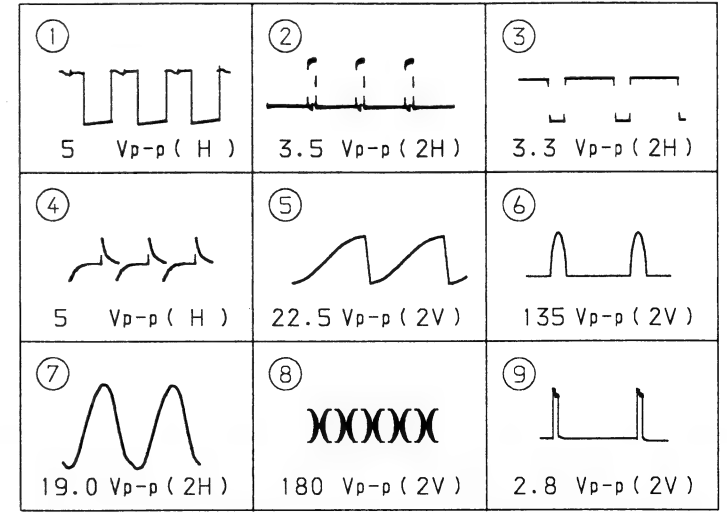 ①
5 Vp-p ( H )
②
3.5 Vp-p ( 2H )
③
3.3 Vp-p ( 2H )
④
5 Vp-p ( H )
⑤
22.5 Vp-p ( 2V )
⑥
135 Vp-p ( 2V )
⑦
19.0 Vp-p ( 2H )
⑧
180 Vp-p ( 2V )
⑨
2.8 Vp-p ( 2V )